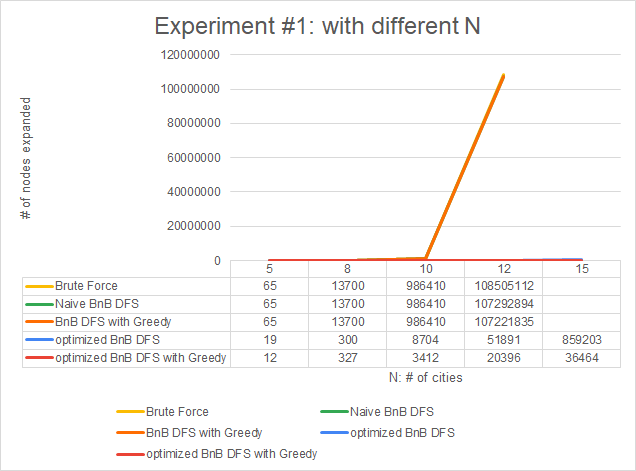 Experiment #1: with different N
# of nodes expanded
120000000
100000000
80000000
60000000
40000000
20000000
0
5 8 10 12 15
Brute Force 65 13700 986410 108505112
Naive BnB DFS 65 13700 986410 107292894
BnB DFS with Greedy 65 13700 986410 107221835
optimized BnB DFS 19 300 8704 51891 859203
optimized BnB DFS with Greedy 12 327 3412 20396 36464
N: # of cities
Brute Force Naive BnB DFS
BnB DFS with Greedy optimized BnB DFS
optimized BnB DFS with Greedy